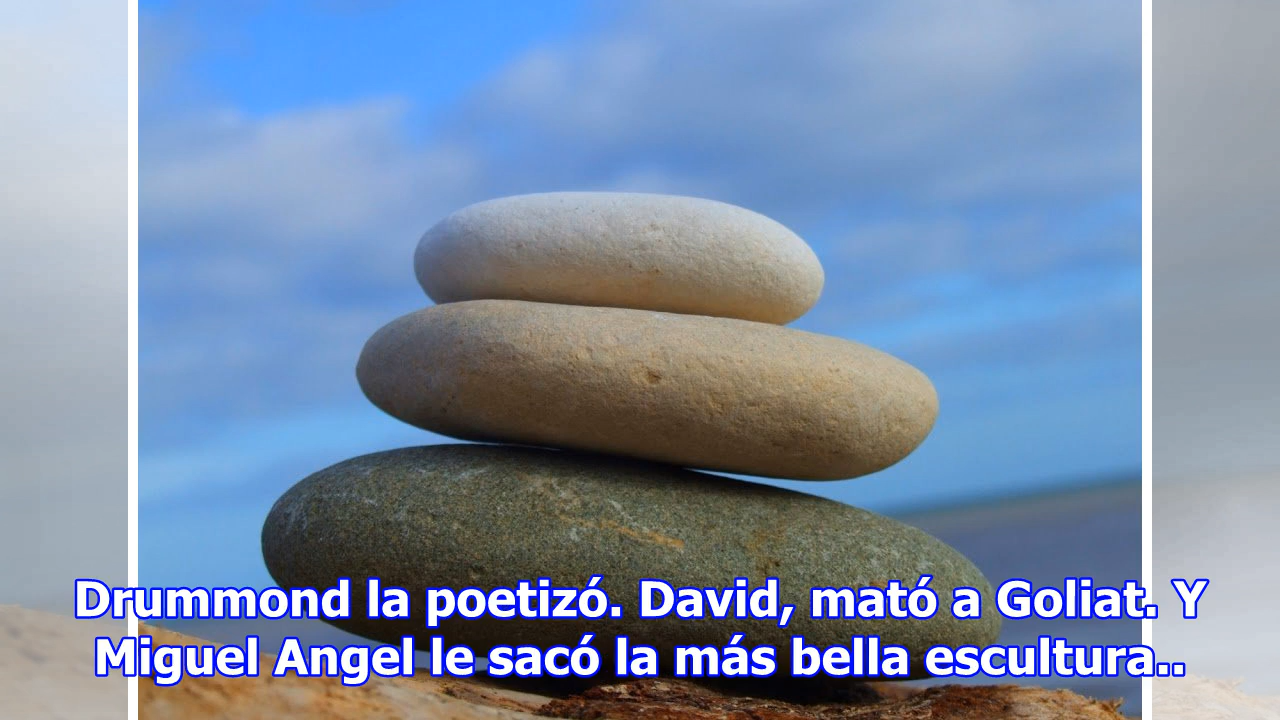 Drummond la poetizó. David, mató a Goliat. Y
Miguel Angel le sacó la más bella escultura..